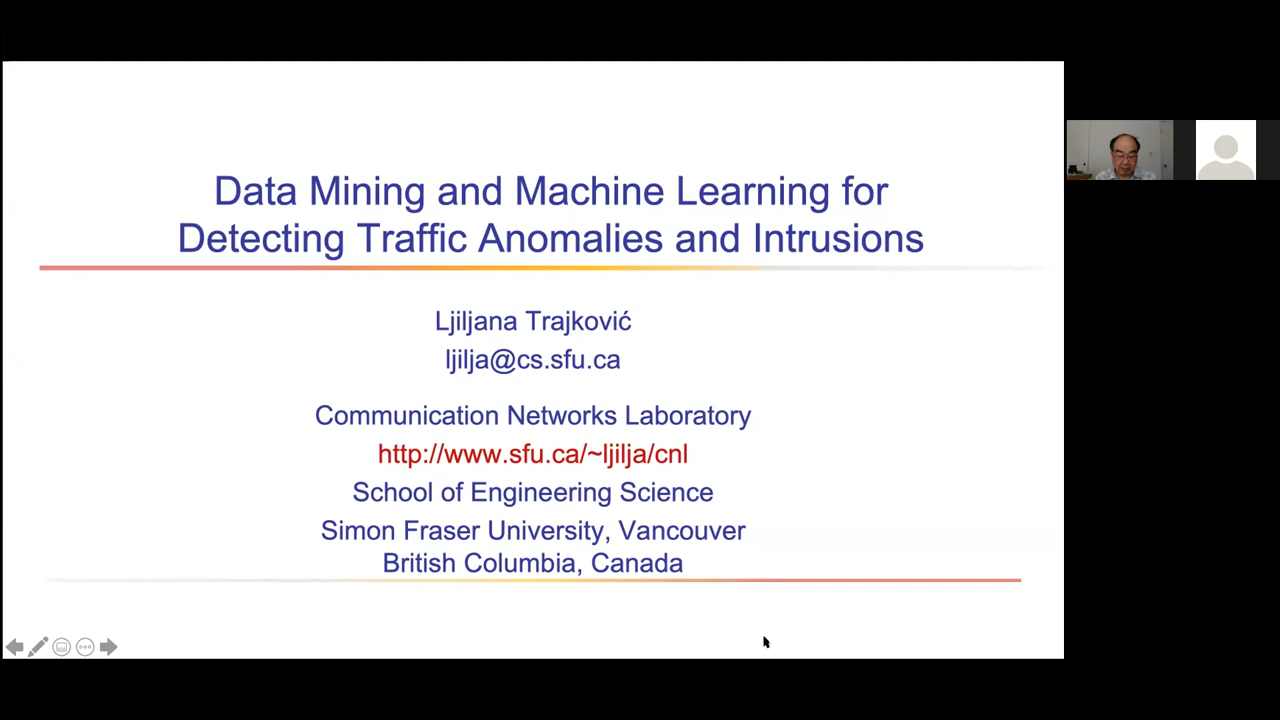 Data Mining and Machine Learning for
Detecting Traffic Anomalies and Intrusions
Ljiljana Trajković
ljilja@cs.sfu.ca
Communication Networks Laboratory
http://www.sfu.ca/~ljilja/cnl
School of Engineering Science
Simon Fraser University, Vancouver
British Columbia, Canada